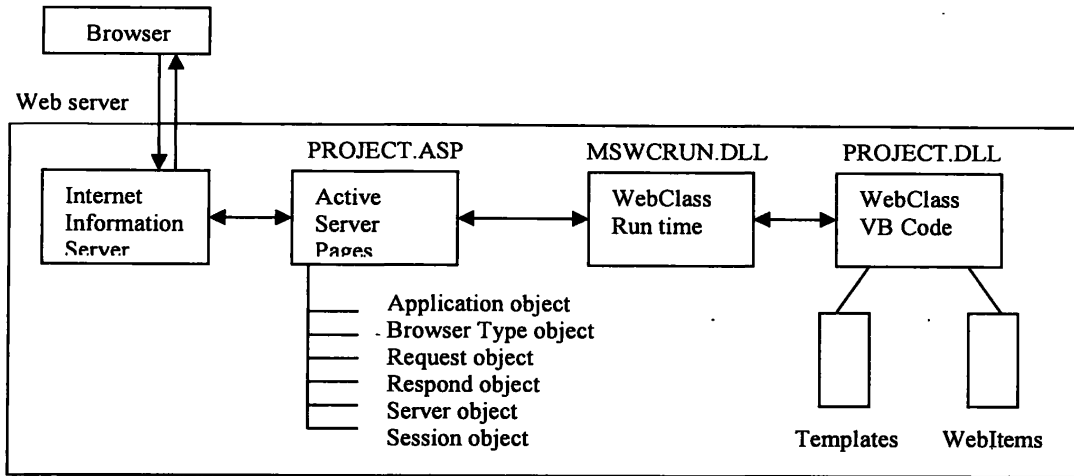 Browser
Web server
PROJECT.ASP
MSWCRUN.DLL
PROJECT.DLL
Internet
Information
Server
Active
Server
Pages
WebClass
Run time
WebClass
VB Code
Application object
Browser Type object
Request object
Respond object
Server object
Session object
Templates
WebItems